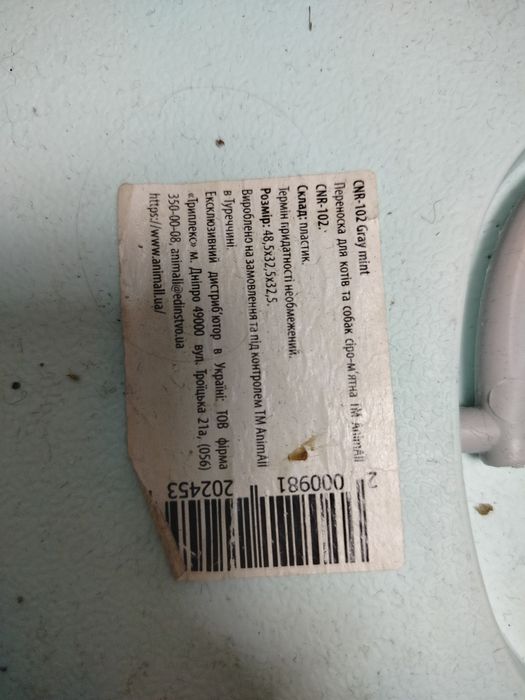 CNR-102 Gray mint
Переноска для котів та собак сіро-м'ятна ТМ AnimAll
CNR-102.
Склад: пластик.
Термін придатності необмежений.
Розмір: 48,5x32,5x32,5.
Вироблено на замовлення та під контролем ТМ AnimAll
в Туреччині.
Ексклюзивний дистриб'ютор в Україні: ТОВ фірма
«Триплекс» м. Дніпро 49000 вул. Троїцька 21а, (056)
350-00-08, animall@edinstvo.ua
https://www.animall.ua/
2 000981 202453